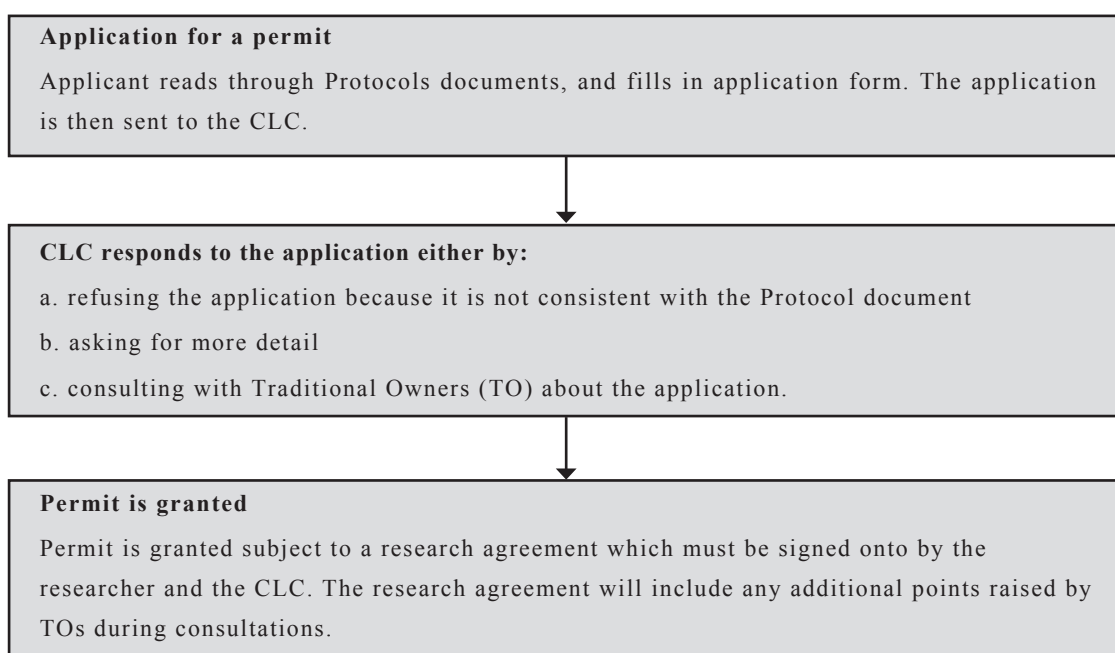 Application for a permit
Applicant reads through Protocols documents, and fills in application form. The application
is then sent to the CLC.
CLC responds to the application either by:
a. refusing the application because it is not consistent with the Protocol document
b. asking for more detail
c. consulting with Traditional Owners (TO) about the application.
Permit is granted
Permit is granted subject to a research agreement which must be signed onto by the
researcher and the CLC. The research agreement will include any additional points raised by
TOs during consultations.